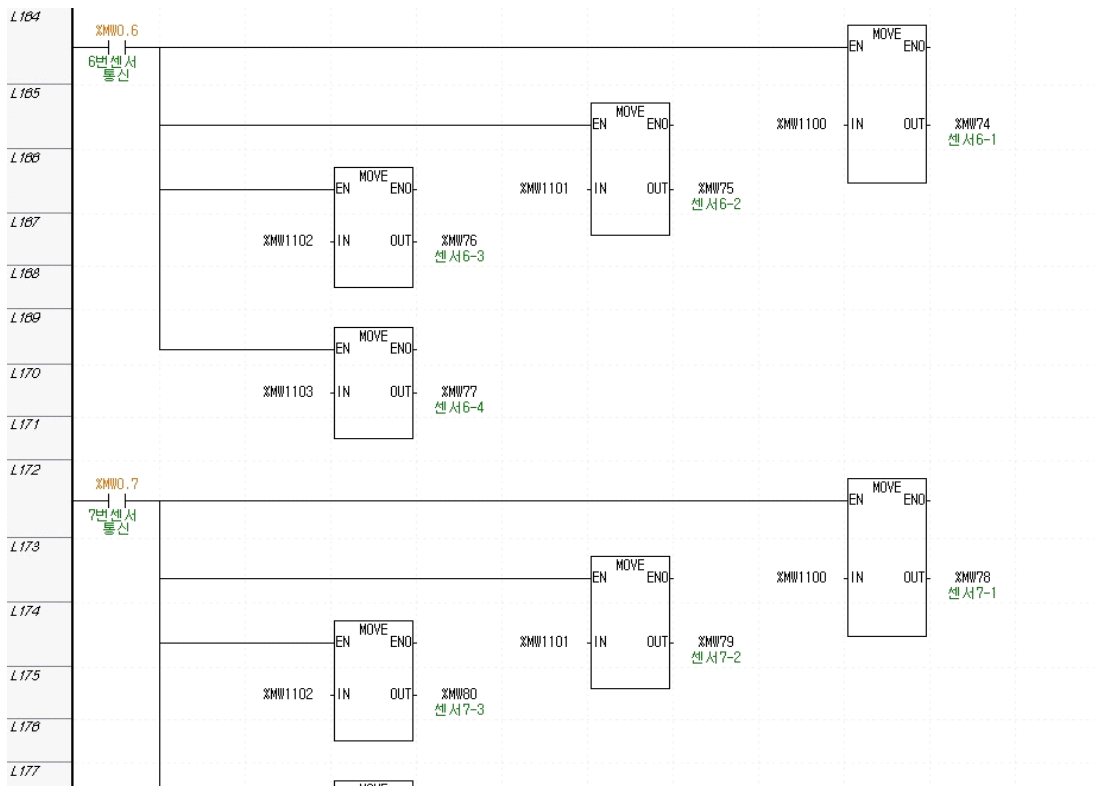 L164
%MW0.6
MOVE
EN ENO
6번센서
통신
L165
MOVE
EN ENO
%MW1100 IN OUT %MW74
센서6-1
L166
MOVE
EN ENO
%MW1101 IN OUT %MW75
센서6-2
L167
%MW1102 IN OUT %MW76
센서6-3
L168
L169
MOVE
EN ENO
L170
%MW1103 IN OUT %MW77
센서6-4
L171
L172
%MW0.7
MOVE
EN ENO
7번센서
통신
L173
MOVE
EN ENO
%MW1100 IN OUT %MW78
센서7-1
L174
MOVE
EN ENO
%MW1101 IN OUT %MW79
센서7-2
L175
%MW1102 IN OUT %MW80
센서7-3
L176
L177
MOVE